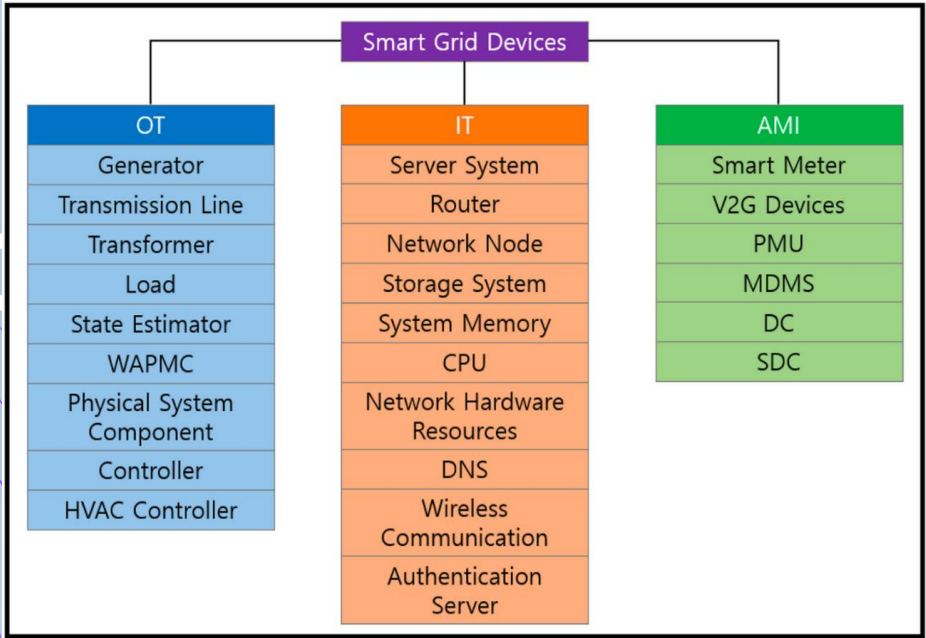 Smart Grid Devices
OT
Generator
Transmission Line
Transformer
Load
State Estimator
WAPMC
Physical System
Component
Controller
HVAC Controller
IT
Server System
Router
Network Node
Storage System
System Memory
CPU
Network Hardware
Resources
DNS
Wireless
Communication
Authentication
Server
AMI
Smart Meter
V2G Devices
PMU
MDMS
DC
SDC